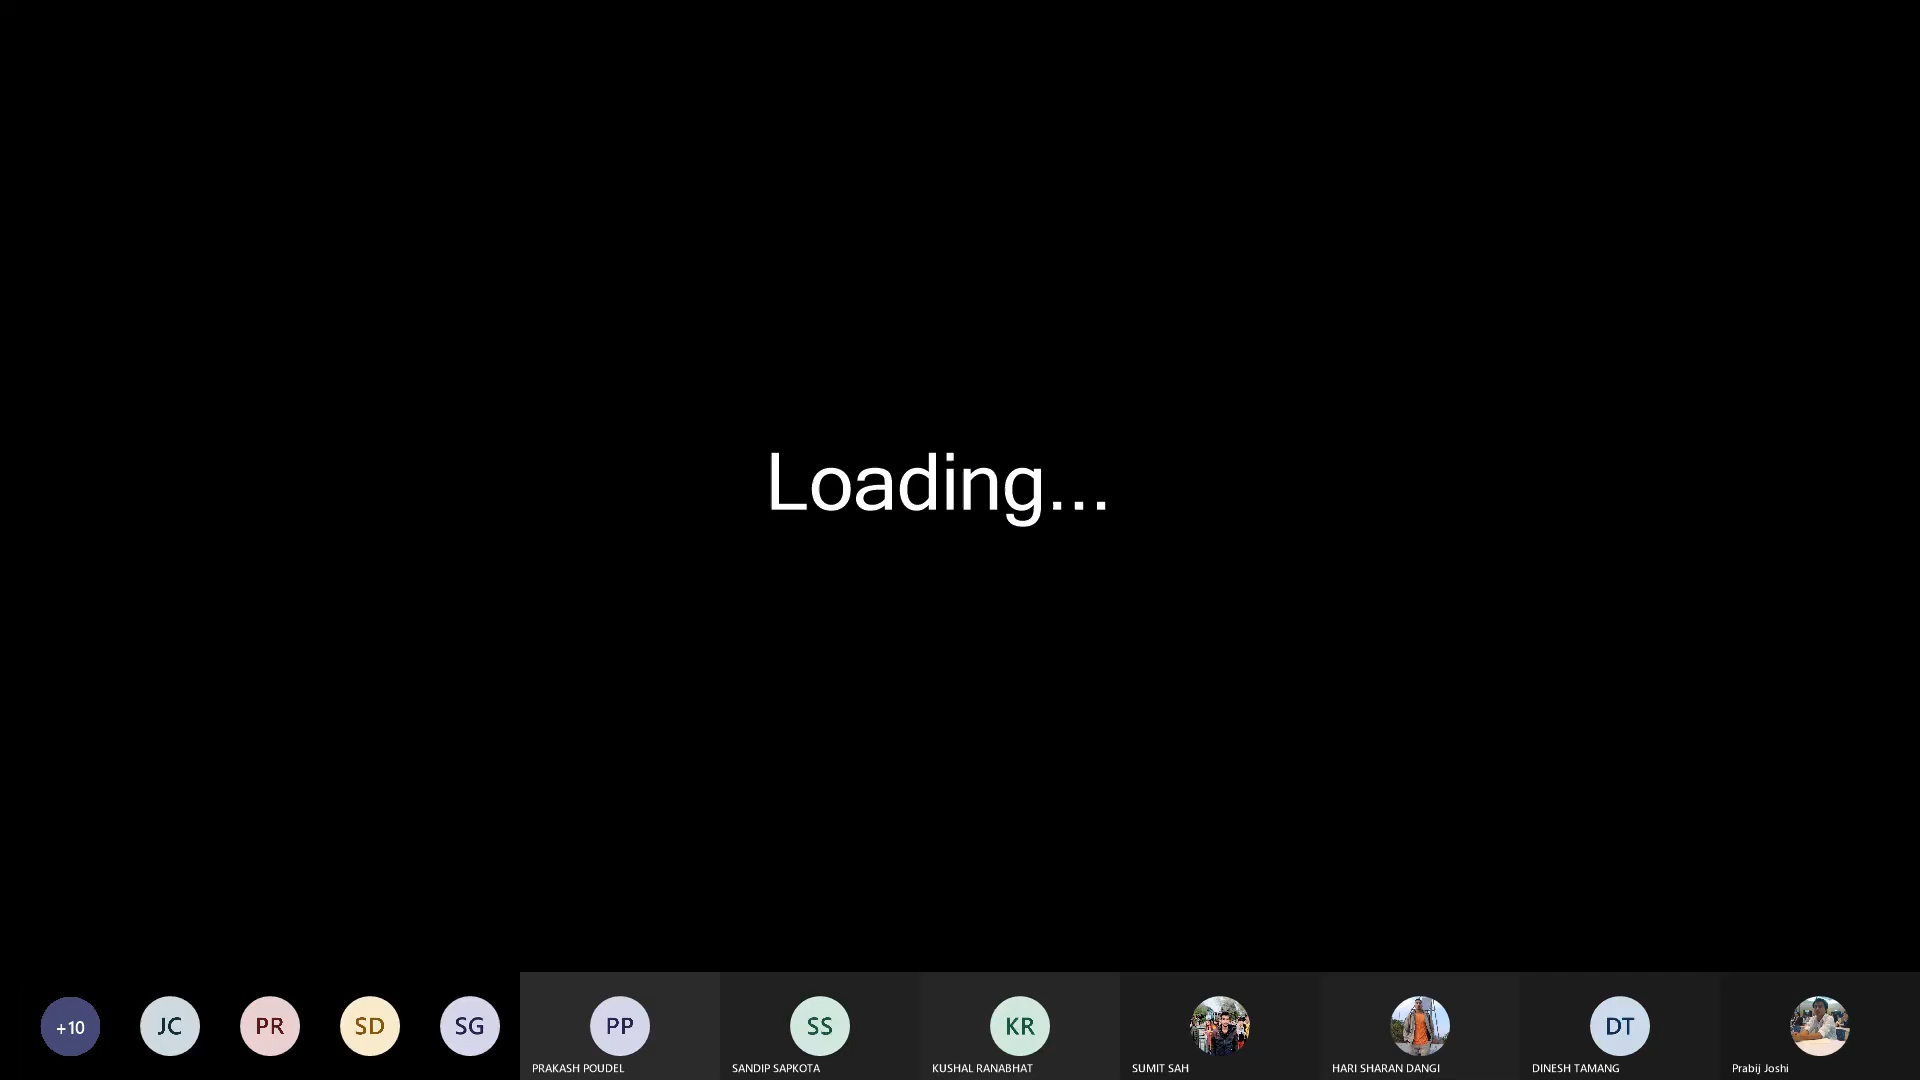 Loading...
+10
JC
PR
SD
SG
PP
SS
KR
DT
PRAKASH POUDEL
SANDIP SAPKOTA
KUSHAL RANABHAT
SUMIT SAH
HARI SHARAN DANGI
DINESH TAMANG
Prabij Joshi